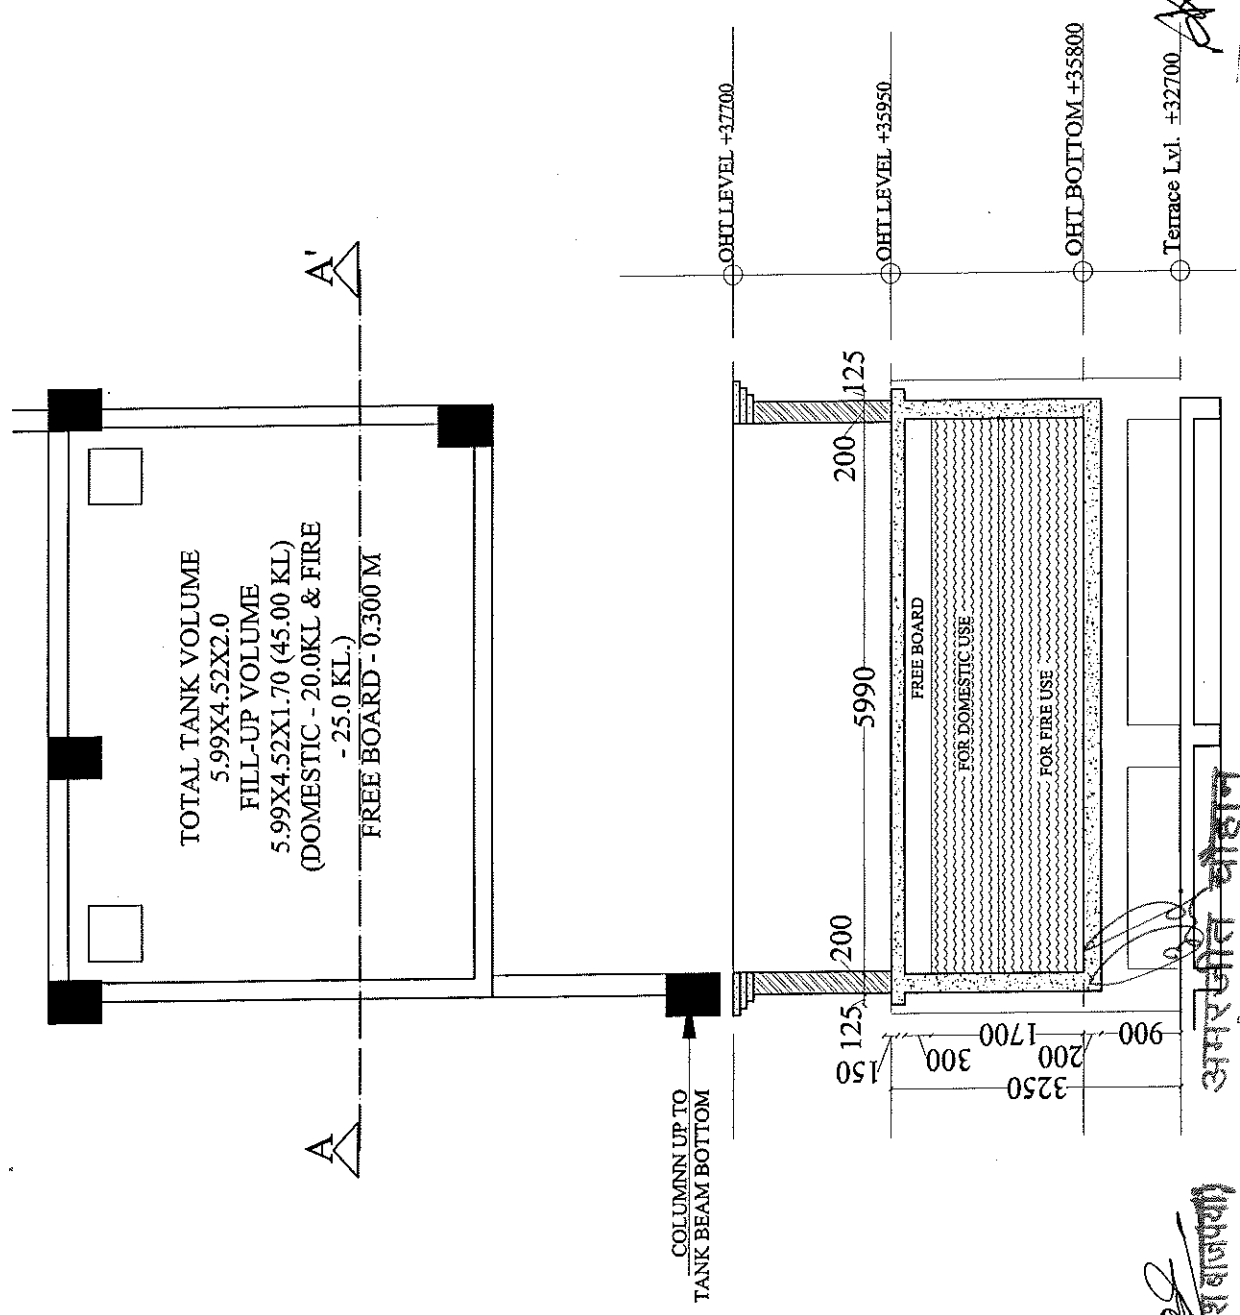 TOTAL TANK VOLUME
5.99X4.52X2.0
FILL-UP VOLUME
5.99X4.52X1.70 (45.00 KL)
(DOMESTIC - 20.0KL & FIRE
- 25.0 KL.)
FREE BOARD - 0.300 M
A
A'
COLUMNN UP TO
TANK BEAM BOTTOM
OHT LEVEL +37700
OHT LEVEL +35950
OHT BOTTOM +35800
Terrace Lvl. +32700
125
200
5990
200
125
150
300
1700
200
900
3250
FREE BOARD
FOR DOMESTIC USE
FOR FIRE USE
अमरजीत चौहान